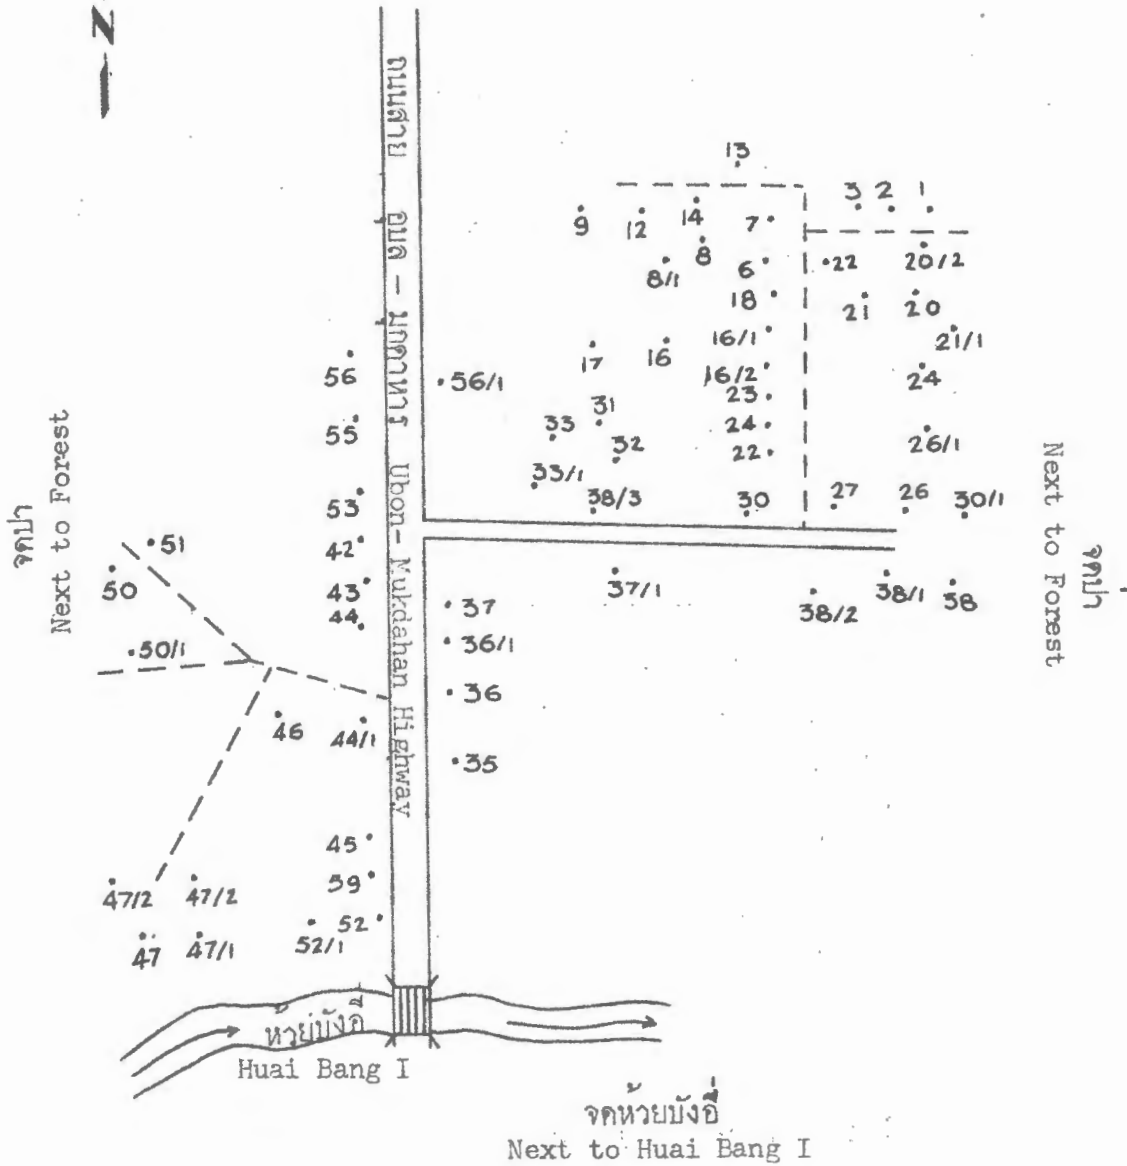 N
ถนนสาย อุบล - มุกดาหาร Ubon- Mukdahan Highway
13
3 2 1
9 12 14 7
8 8/1 6 22 20/2
18 21 20
16/1 21/1
17 16
56 56/1 16/2 24
23
31
55 33 32 24 26/1
22
33/1
53 38/3 30 27 26 30/1
42
51
50 43 37/1 38/2 38/1 38
44 37
50/1 36/1
36
46 44/1
35
45
59
47/2 47/2
52
47 47/1 52/1
จดป่า
Next to Forest
จดป่า
Next to Forest
ห้วยบังอี่
Huai Bang I
จดห้วยบังอี่
Next to Huai Bang I